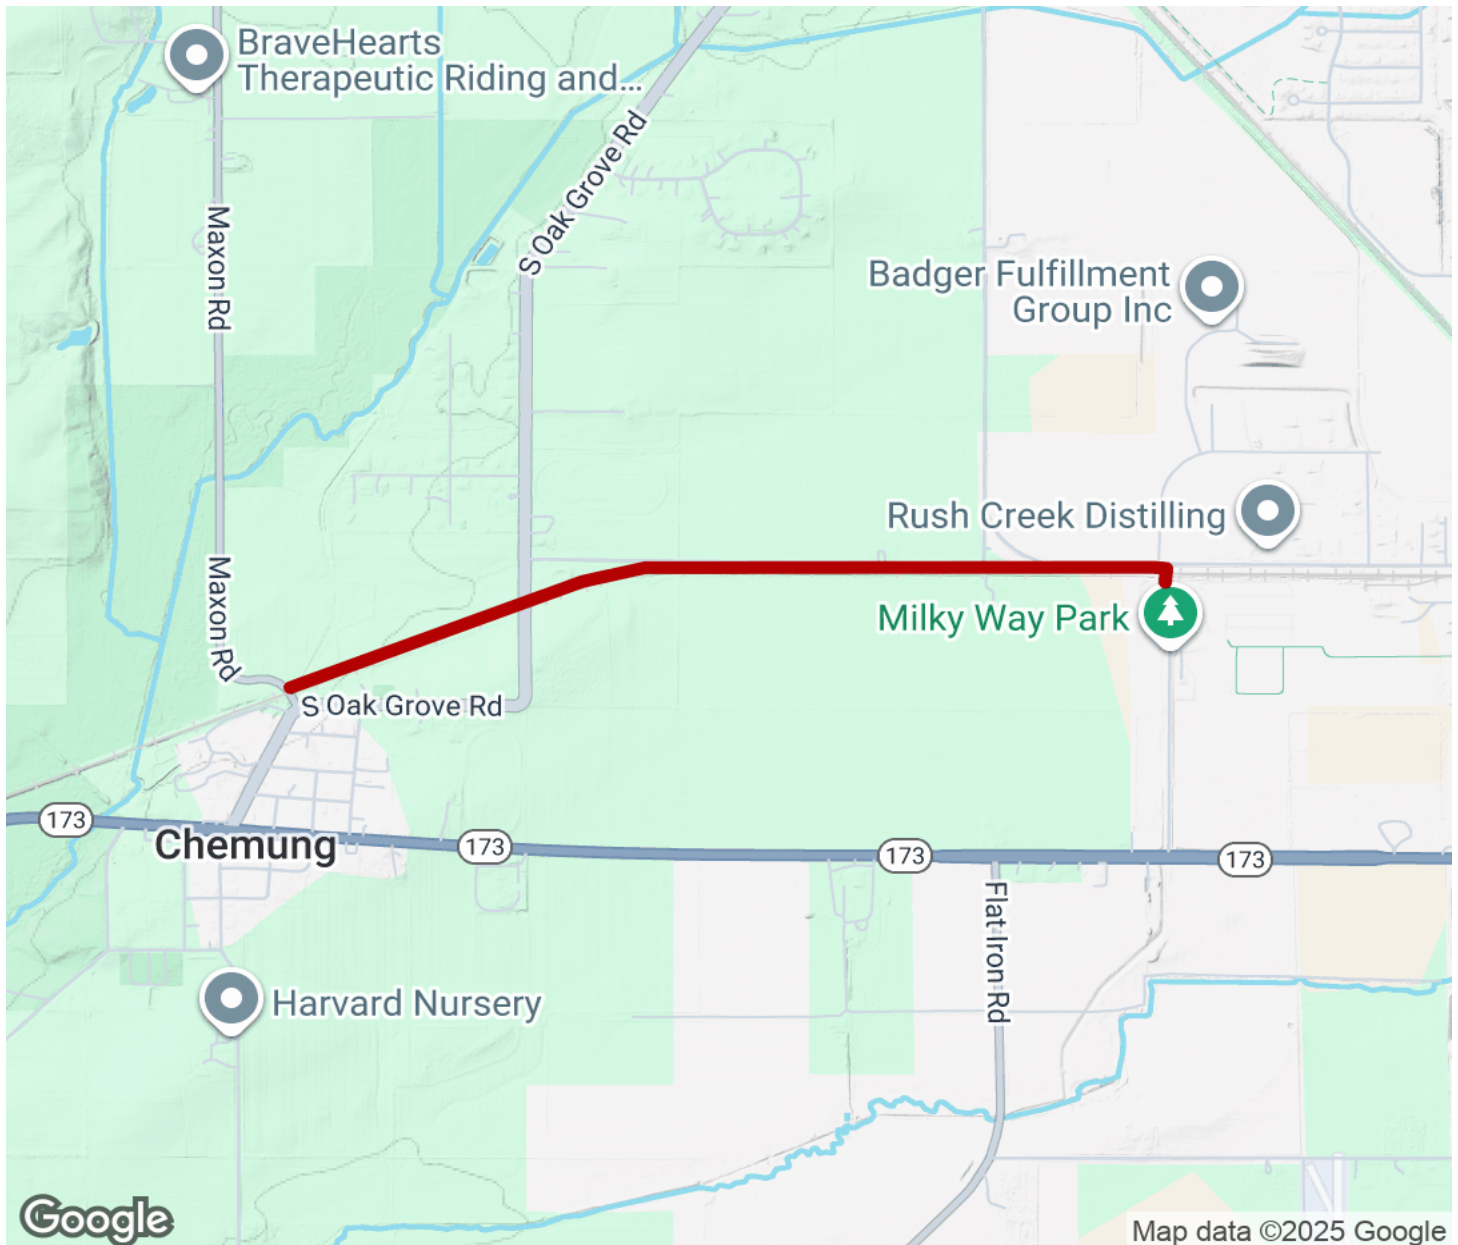 BraveHearts
Therapeutic Riding and...
S Oak Grove Rd
Maxon Rd
Badger Fulfillment
Group Inc
Rush Creek Distilling
Maxon Rd
Milky Way Park
S Oak Grove Rd
173
Chemung
173
173
173
Flat Iron Rd
Harvard Nursery
Google
Map data ©2025 Google